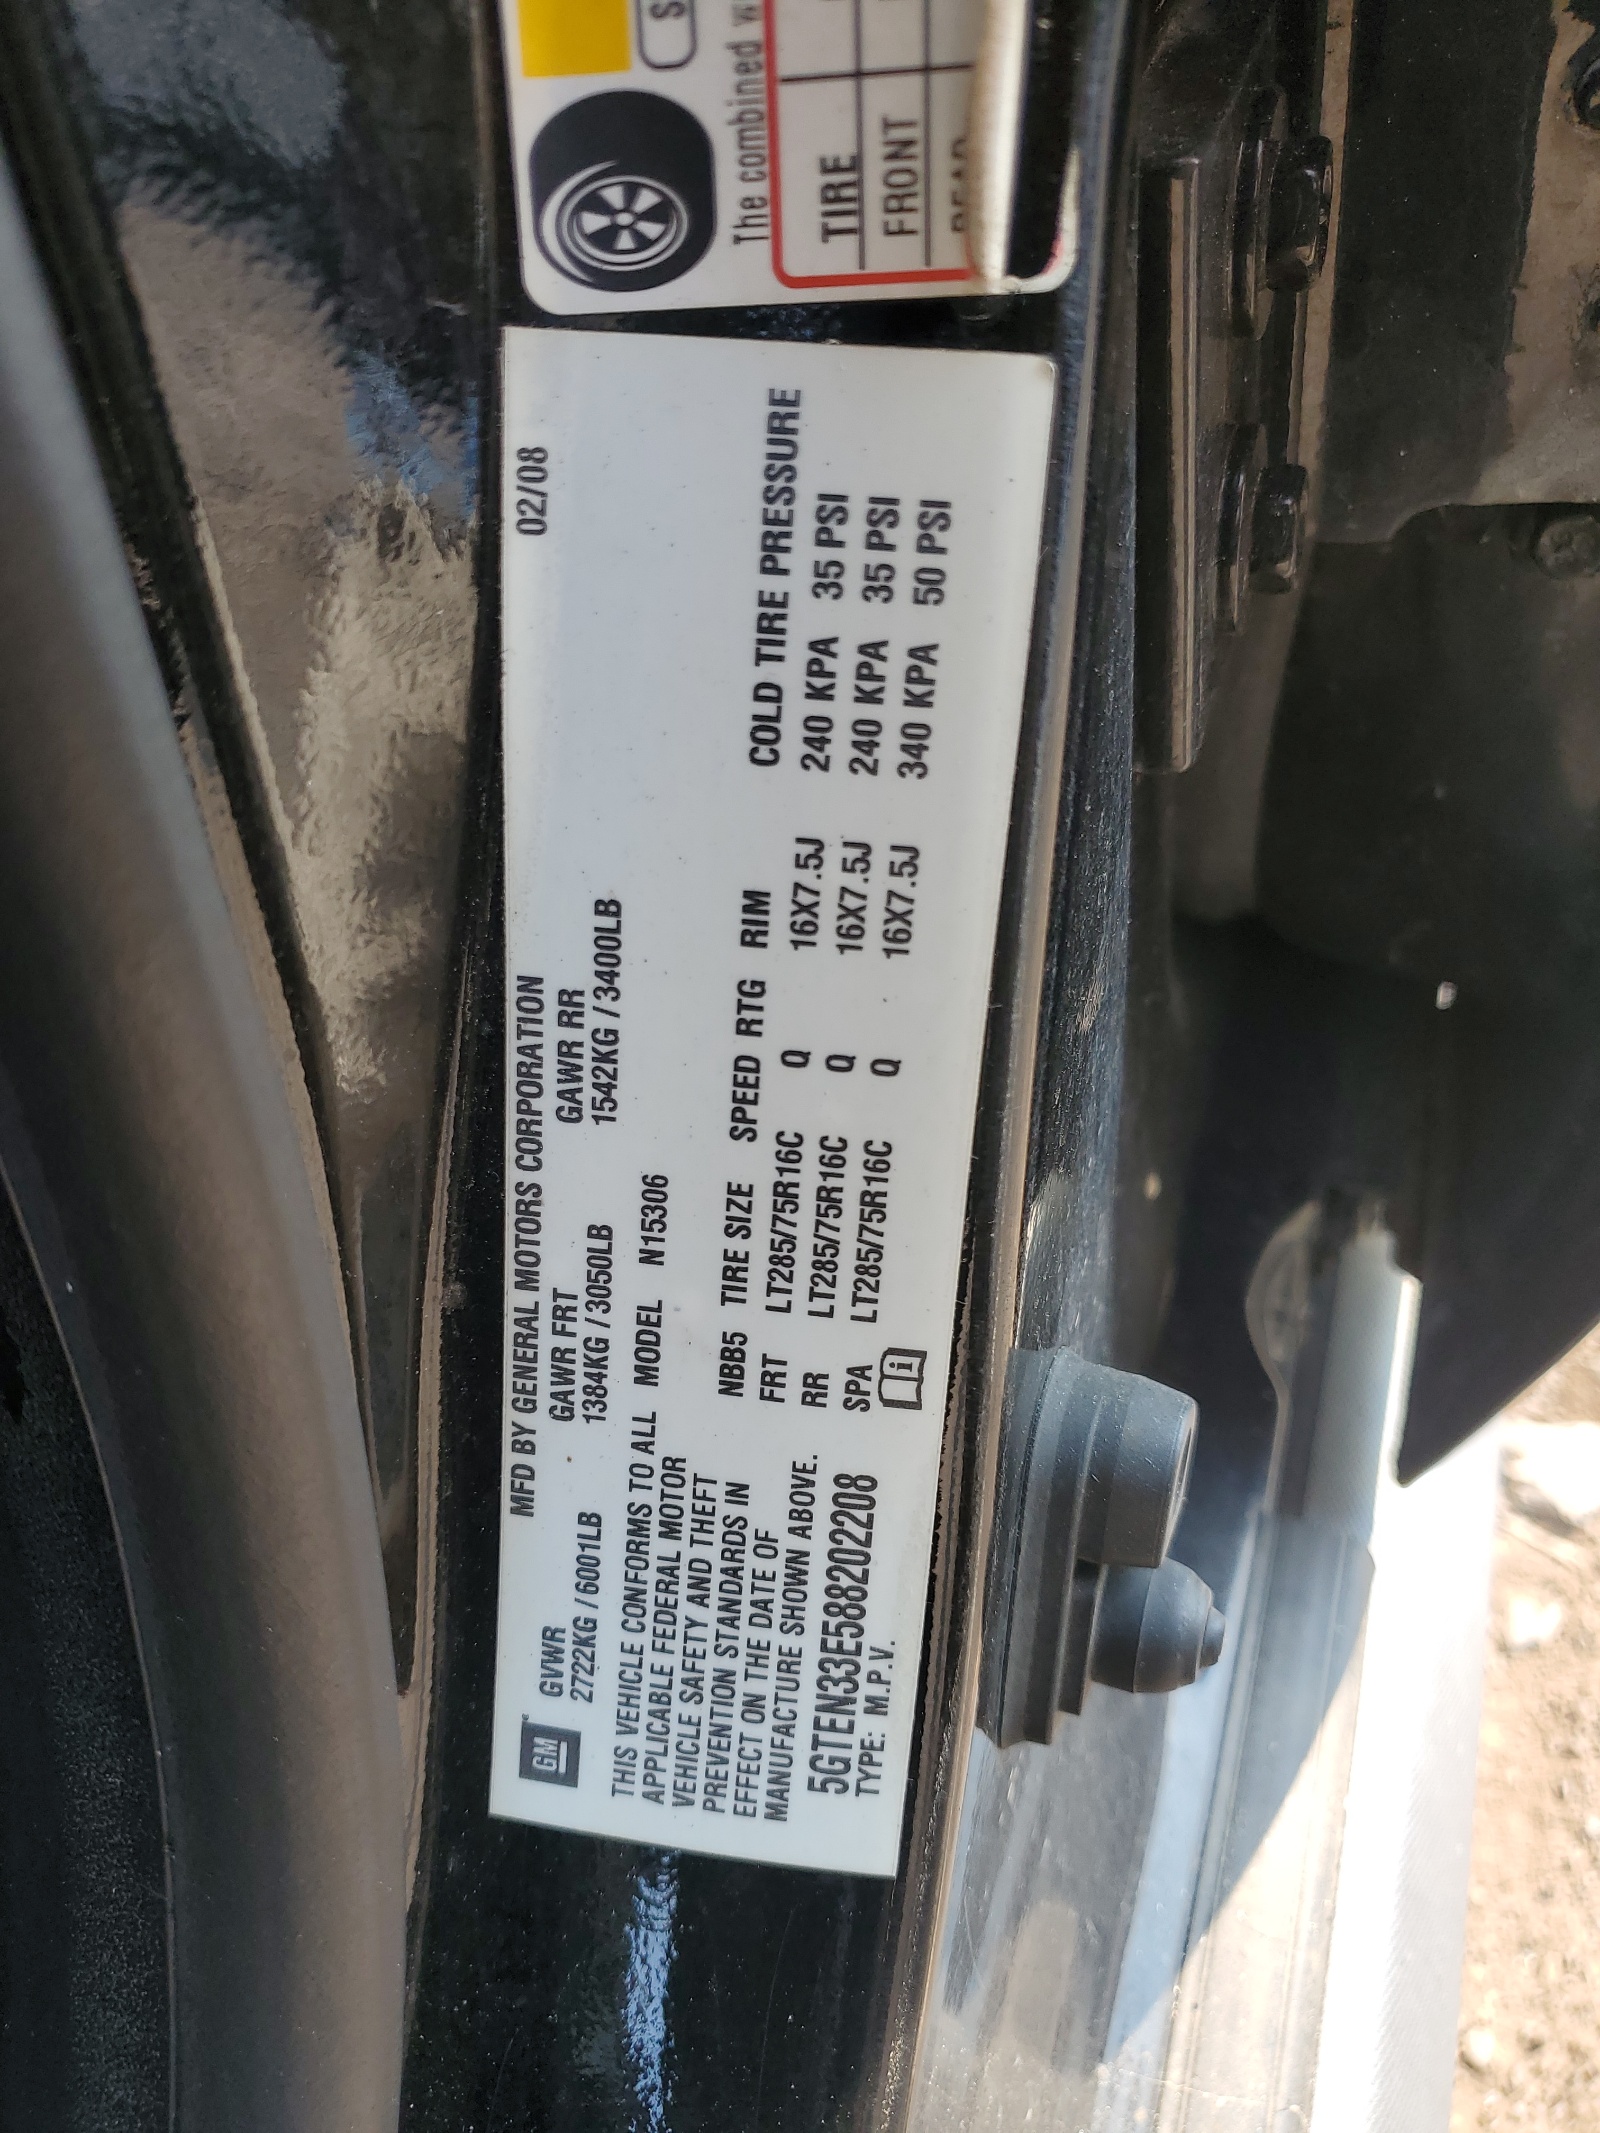 MFD BY GENERAL MOTORS CORPORATION 02/08
GM
GVWR GAWR FRT GAWR RR
2722KG / 6001LB 1384KG / 3050LB 1542KG / 3400LB
THIS VEHICLE CONFORMS TO ALL MODEL N15306
APPLICABLE FEDERAL MOTOR
VEHICLE SAFETY AND THEFT
PREVENTION STANDARDS IN
EFFECT ON THE DATE OF
MANUFACTURE SHOWN ABOVE.
5GTEN33E588202208
TYPE: M.P.V.
NBB5 TIRE SIZE SPEED RTG RIM COLD TIRE PRESSURE
FRT LT285/75R16C Q 16X7.5J 240 KPA 35 PSI
RR LT285/75R16C Q 16X7.5J 240 KPA 35 PSI
SPA LT285/75R16C Q 16X7.5J 340 KPA 50 PSI
The combined
TIRE
FRONT